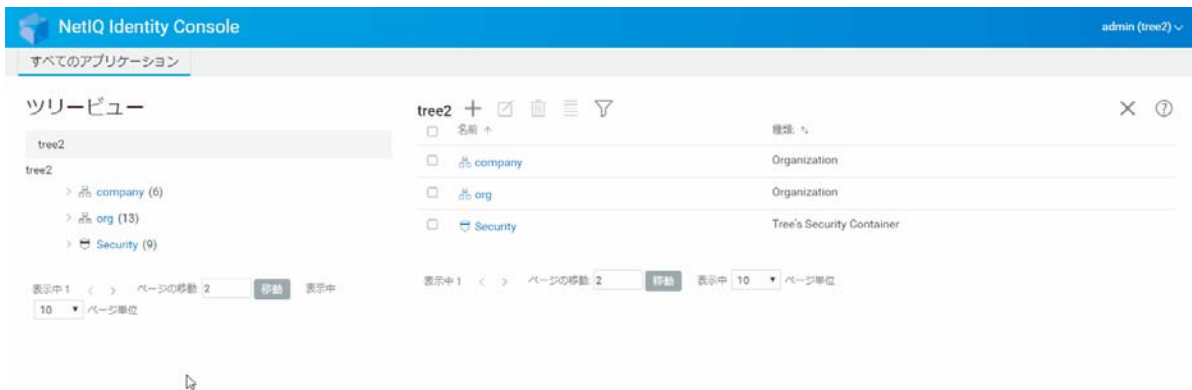 NetIQ Identity Console
admin (tree2)
すべてのアプリケーション
ツリービュー
tree2
tree2
company (6)
org (13)
Security (9)
表示中 1 ページの移動: 2 移動 表示中
10 ページ単位
tree2
名前 種類:
company Organization
org Organization
Security Tree's Security Container
表示中 1 ページの移動: 2 移動 表示中 10 ページ単位